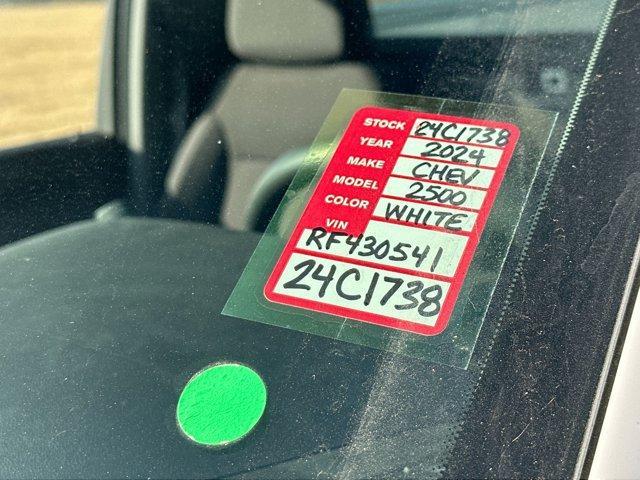 STOCK 24C1738
YEAR 2024
MAKE CHEV
MODEL 2500
COLOR WHITE
VIN
RF430541
24C1738